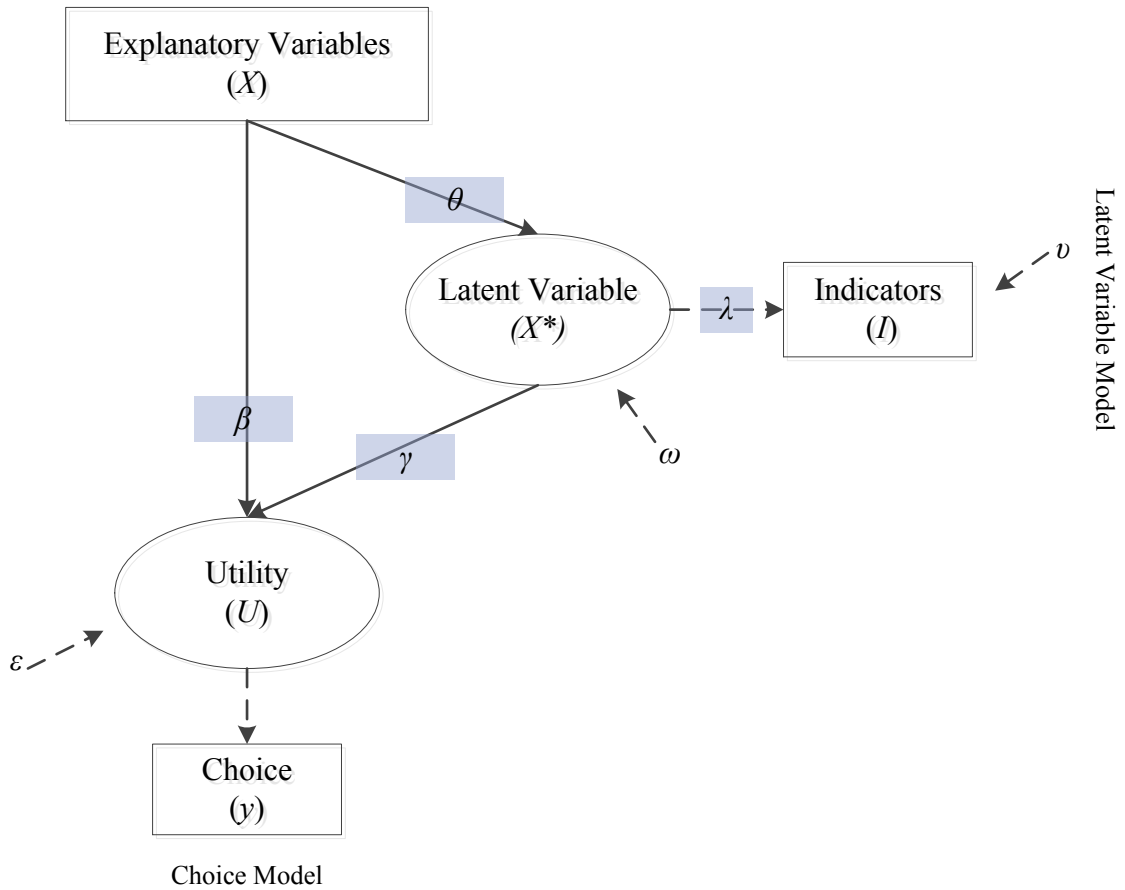 Explanatory Variables
(X)
θ
Latent Variable
(X*)
λ
Indicators
(I)
υ
Latent Variable Model
β
γ
ω
Utility
(U)
ε
Choice
(y)
Choice Model